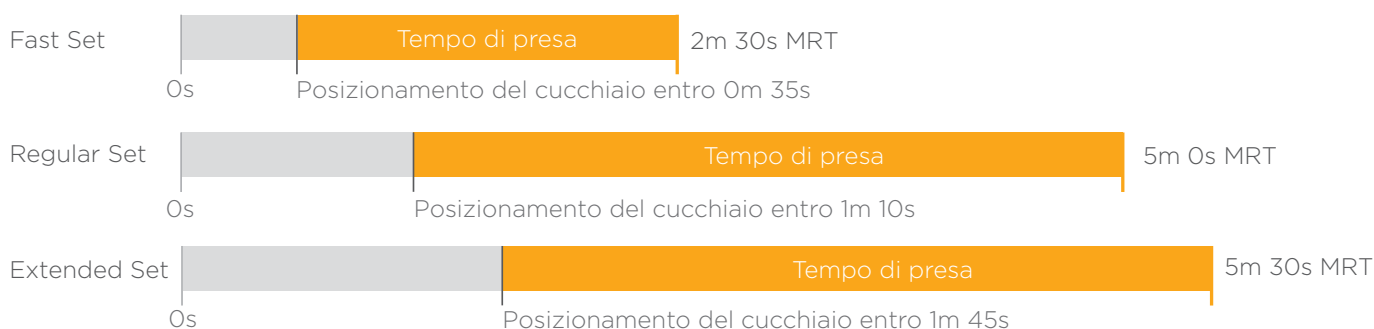 Fast Set
Tempo di presa
2m 30s MRT
0s
Posizionamento del cucchiaio entro 0m 35s
Regular Set
Tempo di presa
5m 0s MRT
0s
Posizionamento del cucchiaio entro 1m 10s
Extended Set
Tempo di presa
5m 30s MRT
0s
Posizionamento del cucchiaio entro 1m 45s